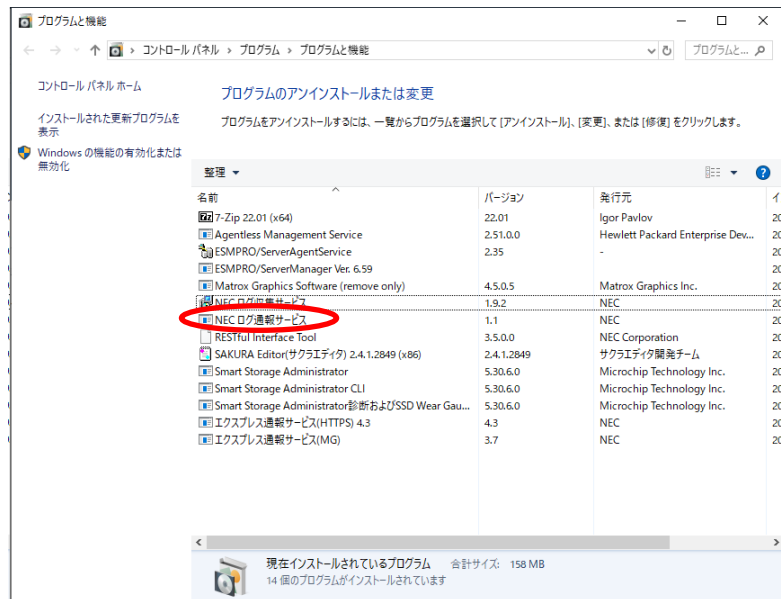 プログラムと機能
コントロール パネル › プログラム › プログラムと機能
プログラムと...
コントロール パネル ホーム
インストールされた更新プログラムを
表示
Windows の機能の有効化または
無効化
プログラムのアンインストールまたは変更
プログラムをアンインストールするには、一覧からプログラムを選択して [アンインストール]、[変更]、または [修復] をクリックします。
整理
名前 バージョン 発行元 イ
7-Zip 22.01 (x64) 22.01 Igor Pavlov 20
Agentless Management Service 2.51.0.0 Hewlett Packard Enterprise Dev... 20
ESMPRO/ServerAgentService 2.35 - 20
ESMPRO/ServerManager Ver. 6.59 20
Matrox Graphics Software (remove only) 4.5.0.5 Matrox Graphics Inc. 20
NEC ログ収集サービス 1.9.2 NEC 20
NEC ログ通報サービス 1.1 NEC 20
RESTful Interface Tool 3.5.0.0 NEC Corporation 20
SAKURA Editor(サクラエディタ) 2.4.1.2849 (x86) 2.4.1.2849 サクラエディタ開発チーム 20
Smart Storage Administrator 5.30.6.0 Microchip Technology Inc. 20
Smart Storage Administrator CLI 5.30.6.0 Microchip Technology Inc. 20
Smart Storage Administrator診断およびSSD Wear Gau... 5.30.6.0 Microchip Technology Inc. 20
エクスプレス通報サービス(HTTPS) 4.3 4.3 NEC 20
エクスプレス通報サービス(MG) 3.7 NEC 20
現在インストールされているプログラム 合計サイズ: 158 MB
14 個のプログラムがインストールされています